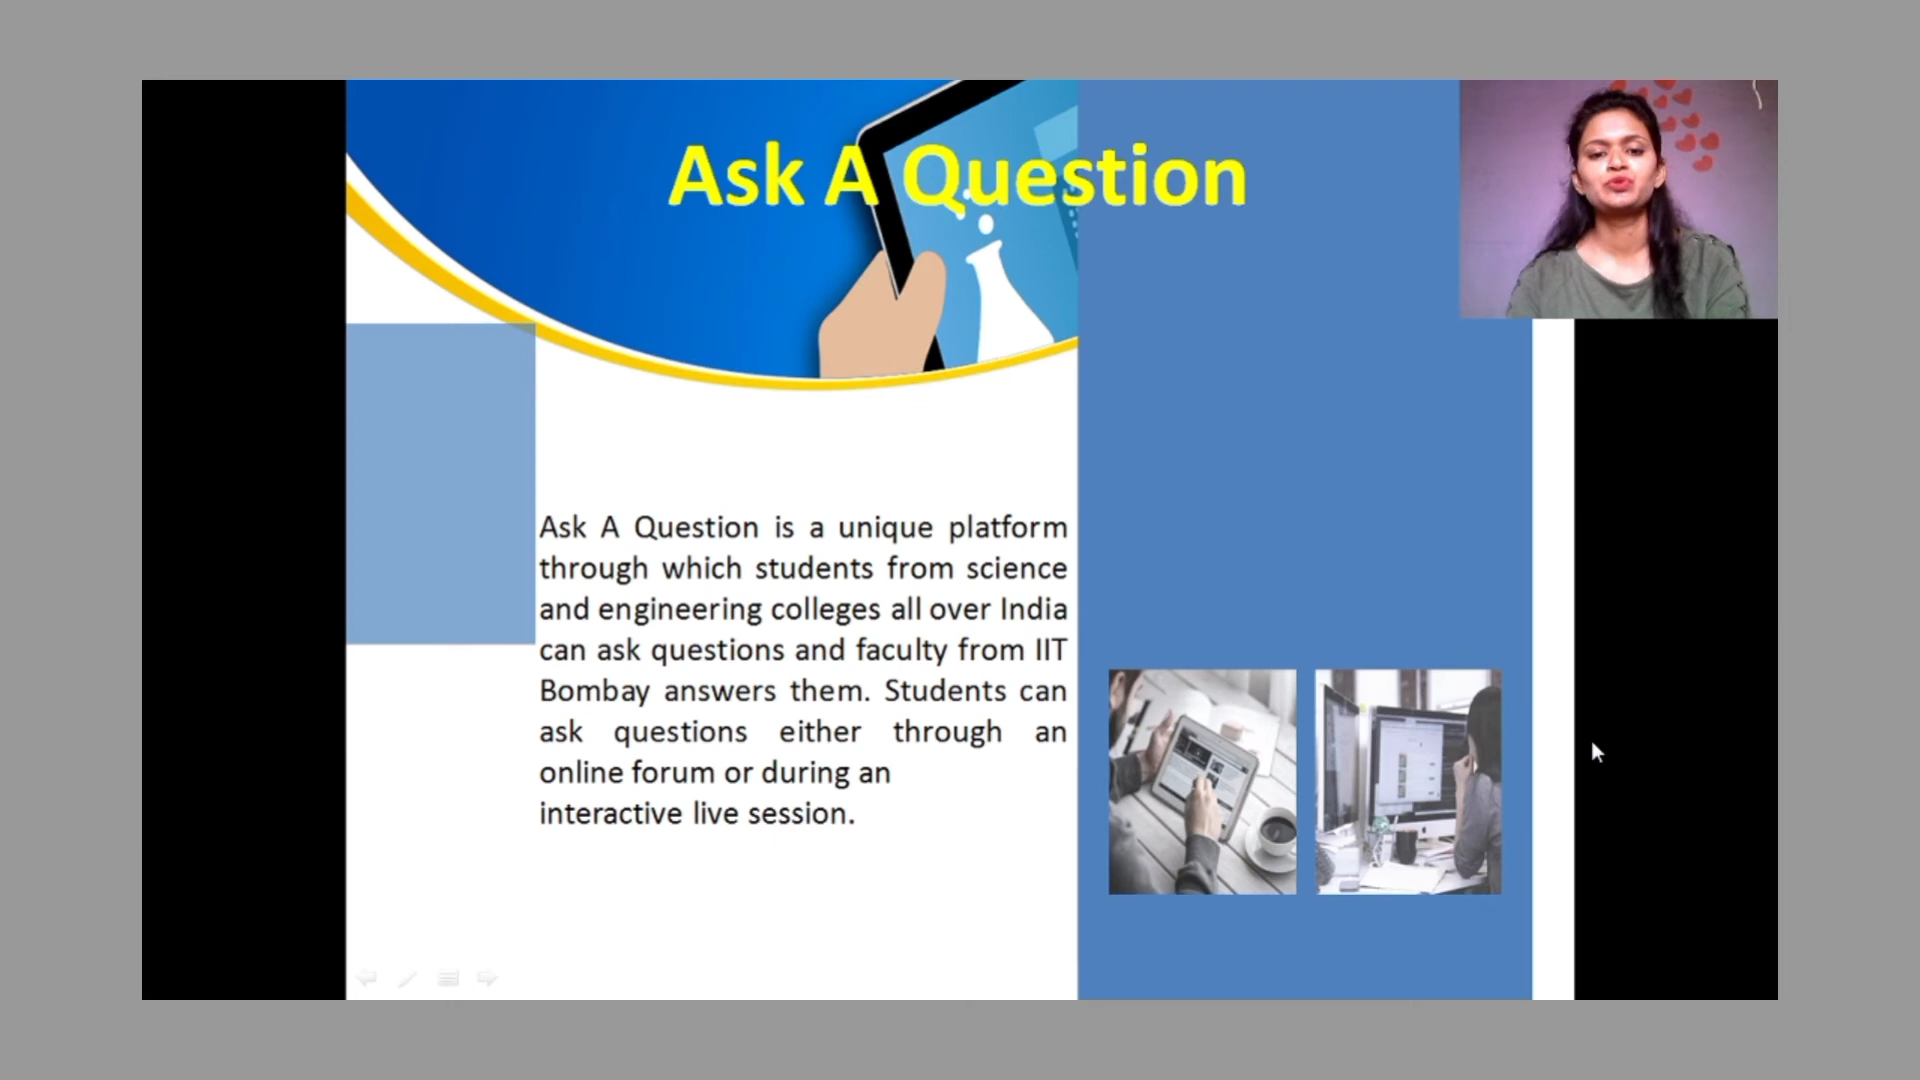 Ask A Question
Ask A Question is a unique platform
through which students from science
and engineering colleges all over India
can ask questions and faculty from IIT
Bombay answers them. Students can
ask questions either through an
online forum or during an
interactive live session.